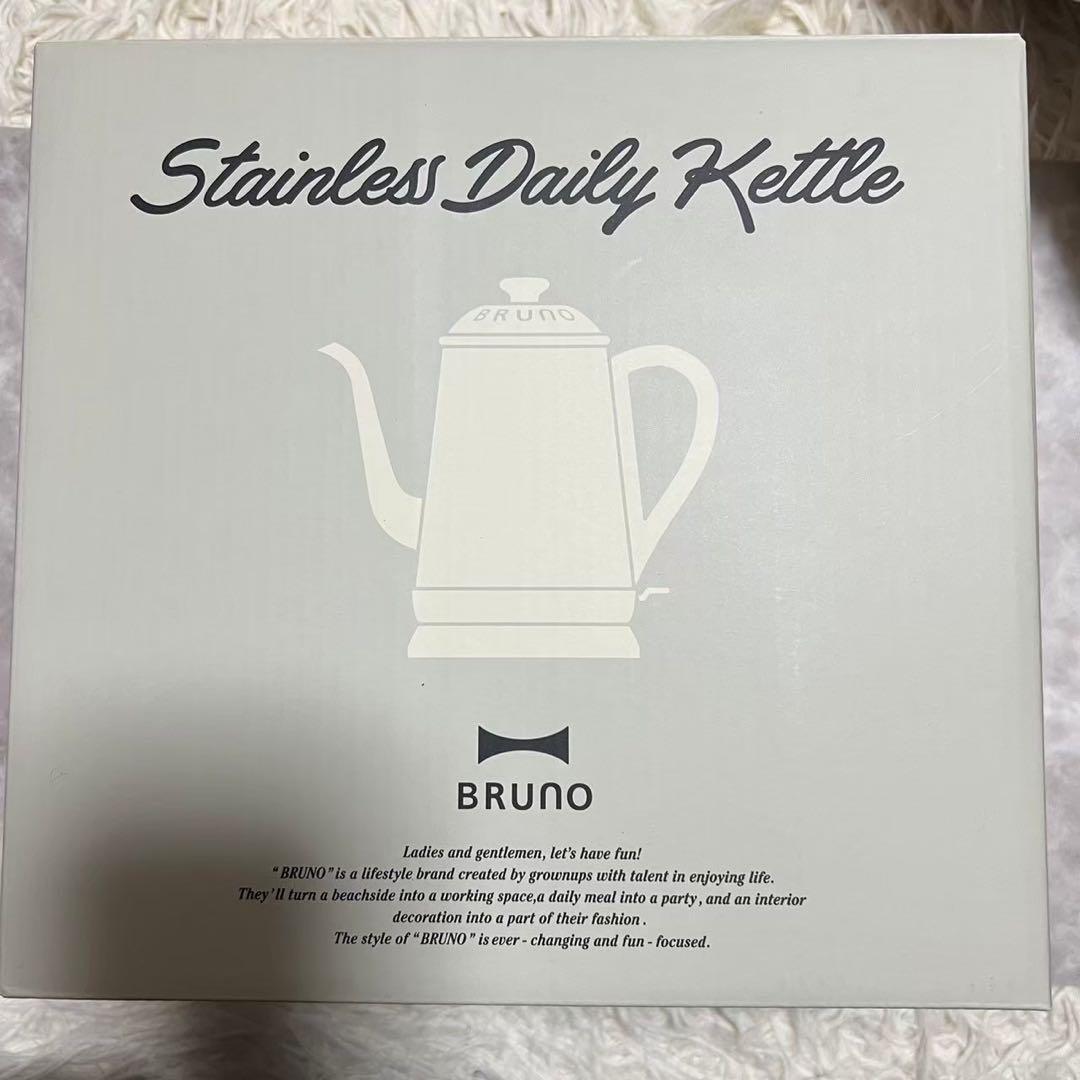 Stainless Daily Kettle
BRUNO
BRUNO
Ladies and gentlemen, let's have fun!
"BRUNO" is a lifestyle brand created by grownups with talent in enjoying life.
They'll turn a beachside into a working space,a daily meal into a party, and an interior
decoration into a part of their fashion.
The style of "BRUNO" is ever - changing and fun - focused.